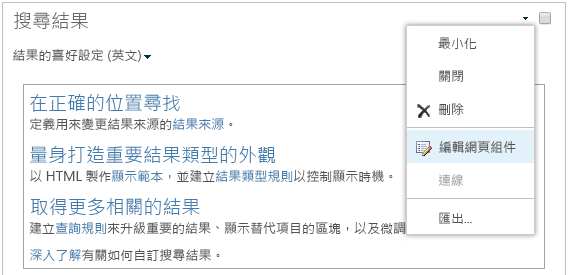 搜尋結果
結果的喜好設定 (英文)
在正確的位置尋找
定義用來變更結果來源的結果來源。
量身打造重要結果類型的外觀
以 HTML 製作顯示範本，並建立結果類型規則以控制顯示時機。
取得更多相關的結果
建立查詢規則來升級重要的結果、顯示替代項目的區塊，以及微調
深入了解有關如何自訂搜尋結果。
最小化
關閉
刪除
編輯網頁組件
連線
匯出...